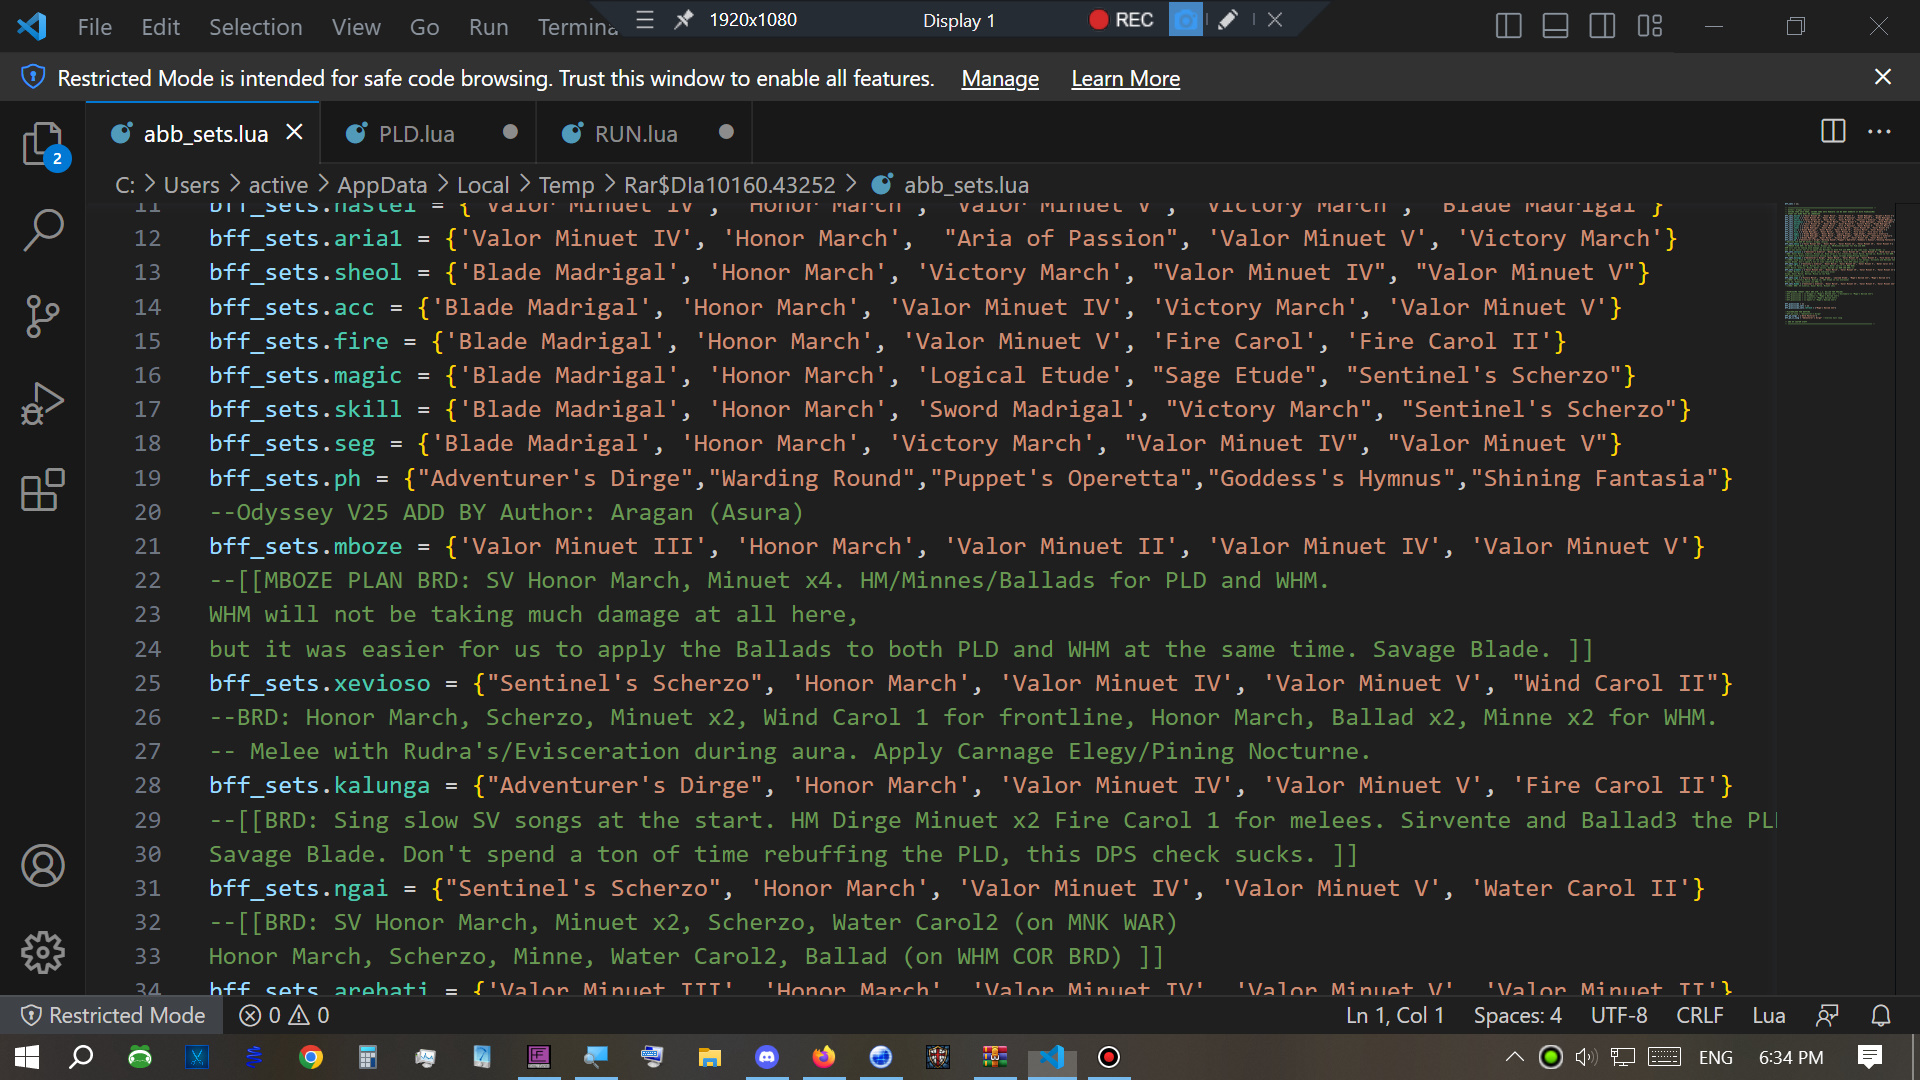 File Edit Selection View Go Run Termina
1920x1080 Display 1 REC
Restricted Mode is intended for safe code browsing. Trust this window to enable all features. Manage Learn More
abb_sets.lua PLD.lua RUN.lua
2
C: > Users > active > AppData > Local > Temp > Rar$DIa10160.43252 > abb_sets.lua
11 bff_sets.haste1 = {'Valor Minuet IV', 'Honor March', 'Valor Minuet V', 'Victory March', 'Blade Madrigal'}
12 bff_sets.aria1 = {'Valor Minuet IV', 'Honor March', "Aria of Passion", 'Valor Minuet V', 'Victory March'}
13 bff_sets.sheol = {'Blade Madrigal', 'Honor March', 'Victory March', "Valor Minuet IV", "Valor Minuet V"}
14 bff_sets.acc = {'Blade Madrigal', 'Honor March', 'Valor Minuet IV', 'Victory March', 'Valor Minuet V'}
15 bff_sets.fire = {'Blade Madrigal', 'Honor March', 'Valor Minuet V', 'Fire Carol', 'Fire Carol II'}
16 bff_sets.magic = {'Blade Madrigal', 'Honor March', 'Logical Etude', "Sage Etude", "Sentinel's Scherzo"}
17 bff_sets.skill = {'Blade Madrigal', 'Honor March', 'Sword Madrigal', "Victory March", "Sentinel's Scherzo"}
18 bff_sets.seg = {'Blade Madrigal', 'Honor March', 'Victory March', "Valor Minuet IV", "Valor Minuet V"}
19 bff_sets.ph = {"Adventurer's Dirge","Warding Round","Puppet's Operetta","Goddess's Hymnus","Shining Fantasia"}
20 --Odyssey V25 ADD BY Author: Aragan (Asura)
21 bff_sets.mboze = {'Valor Minuet III', 'Honor March', 'Valor Minuet II', 'Valor Minuet IV', 'Valor Minuet V'}
22 --[[MBOZE PLAN BRD: SV Honor March, Minuet x4. HM/Minnes/Ballads for PLD and WHM.
23 WHM will not be taking much damage at all here,
24 but it was easier for us to apply the Ballads to both PLD and WHM at the same time. Savage Blade. ]]
25 bff_sets.xevioso = {"Sentinel's Scherzo", 'Honor March', 'Valor Minuet IV', 'Valor Minuet V', "Wind Carol II"}
26 --BRD: Honor March, Scherzo, Minuet x2, Wind Carol 1 for frontline, Honor March, Ballad x2, Minne x2 for WHM.
27 -- Melee with Rudra's/Evisceration during aura. Apply Carnage Elegy/Pining Nocturne.
28 bff_sets.kalunga = {"Adventurer's Dirge", 'Honor March', 'Valor Minuet IV', 'Valor Minuet V', 'Fire Carol II'}
29 --[[BRD: Sing slow SV songs at the start. HM Dirge Minuet x2 Fire Carol 1 for melees. Sirvente and Ballad3 the PLD
30 Savage Blade. Don't spend a ton of time rebuffing the PLD, this DPS check sucks. ]]
31 bff_sets.ngai = {"Sentinel's Scherzo", 'Honor March', 'Valor Minuet IV', 'Valor Minuet V', 'Water Carol II'}
32 --[[BRD: SV Honor March, Minuet x2, Scherzo, Water Carol2 (on MNK WAR)
33 Honor March, Scherzo, Minne, Water Carol2, Ballad (on WHM COR BRD) ]]
34 bff_sets.arebati = {'Valor Minuet III', 'Honor March', 'Valor Minuet IV', 'Valor Minuet V', 'Valor Minuet II'}
Restricted Mode 0 0 Ln 1, Col 1 Spaces: 4 UTF-8 CRLF Lua
ENG 6:34 PM